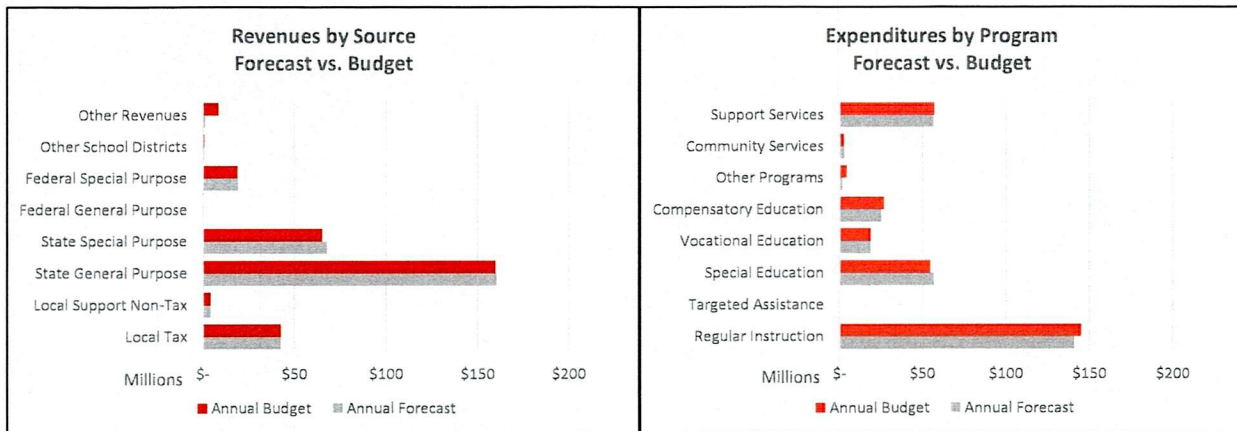 Revenues by Source
Forecast vs. Budget
Other Revenues
Other School Districts
Federal Special Purpose
Federal General Purpose
State Special Purpose
State General Purpose
Local Support Non-Tax
Local Tax
Millions $- $50 $100 $150 $200
Annual Budget Annual Forecast
Expenditures by Program
Forecast vs. Budget
Support Services
Community Services
Other Programs
Compensatory Education
Vocational Education
Special Education
Targeted Assistance
Regular Instruction
Millions $- $50 $100 $150 $200
Annual Budget Annual Forecast